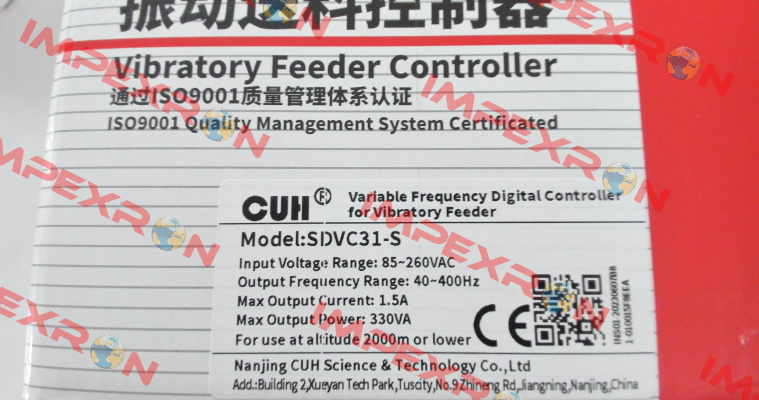 振动送料控制器
Vibratory Feeder Controller
通过ISO9001质量管理体系认证
ISO9001 Quality Management System Certificated
CUH® Variable Frequency Digital Controller
for Vibratory Feeder
Model:SDVC31-S
Input Voltage Range: 85~260VAC
Output Frequency Range: 40~400Hz
Max Output Current: 1.5A
Max Output Power: 330VA
For use at altitude 2000m or lower
CE
Nanjing CUH Science & Technology Co.,Ltd
Add.:Building 2,Xueyan Tech Park,Tuscity,No.9 Zhineng Rd,Jiangning,Nanjing,China
IMPEXRON
IMPEXRON
IMPEXRON
IMPEXRON
IMPEXRON